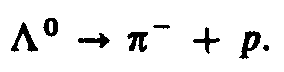 Λ⁰ → π⁻ + p.